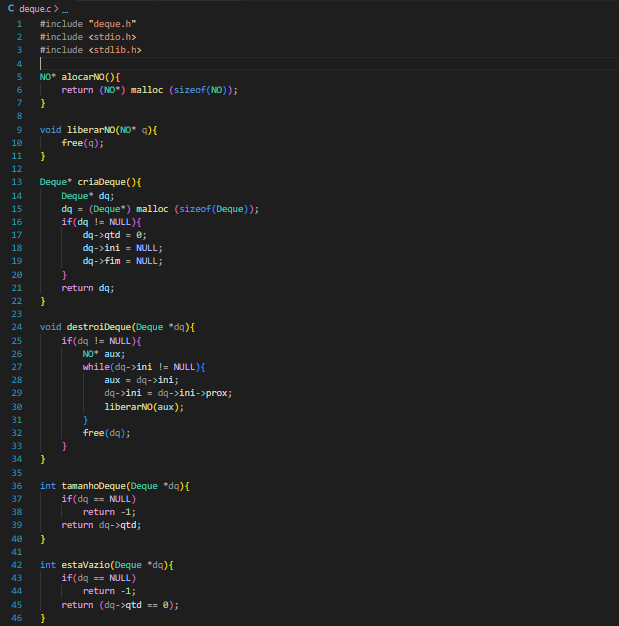 C deque.c > ...
1 #include "deque.h"
2 #include <stdio.h>
3 #include <stdlib.h>
4
5 NO* alocarNO(){
6     return (NO*) malloc (sizeof(NO));
7 }
8
9 void liberarNO(NO* q){
10     free(q);
11 }
12
13 Deque* criaDeque(){
14     Deque* dq;
15     dq = (Deque*) malloc (sizeof(Deque));
16     if(dq != NULL){
17         dq->qtd = 0;
18         dq->ini = NULL;
19         dq->fim = NULL;
20     }
21     return dq;
22 }
23
24 void destroiDeque(Deque *dq){
25     if(dq != NULL){
26         NO* aux;
27         while(dq->ini != NULL){
28             aux = dq->ini;
29             dq->ini = dq->ini->prox;
30             liberarNO(aux);
31         }
32         free(dq);
33     }
34 }
35
36 int tamanhoDeque(Deque *dq){
37     if(dq == NULL)
38         return -1;
39     return dq->qtd;
40 }
41
42 int estaVazio(Deque *dq){
43     if(dq == NULL)
44         return -1;
45     return (dq->qtd == 0);
46 }